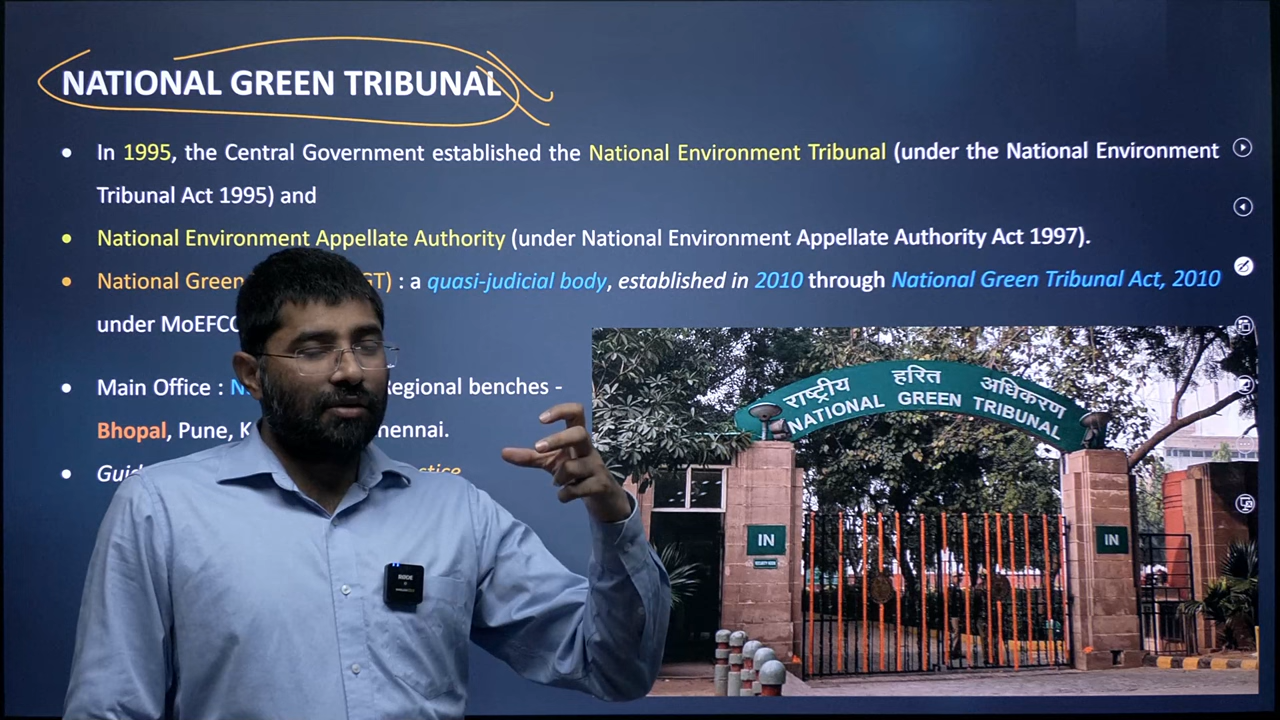 NATIONAL GREEN TRIBUNAL
• In 1995, the Central Government established the National Environment Tribunal (under the National Environment
Tribunal Act 1995) and
• National Environment Appellate Authority (under National Environment Appellate Authority Act 1997).
• National Green GT) : a quasi-judicial body, established in 2010 through National Green Tribunal Act, 2010
under MoEFCC
• Main Office : Regional benches -
Bhopal, Pune,
•
राष्ट्रीय हरित अधिकरण
NATIONAL GREEN TRIBUNAL
IN
IN
RØDE